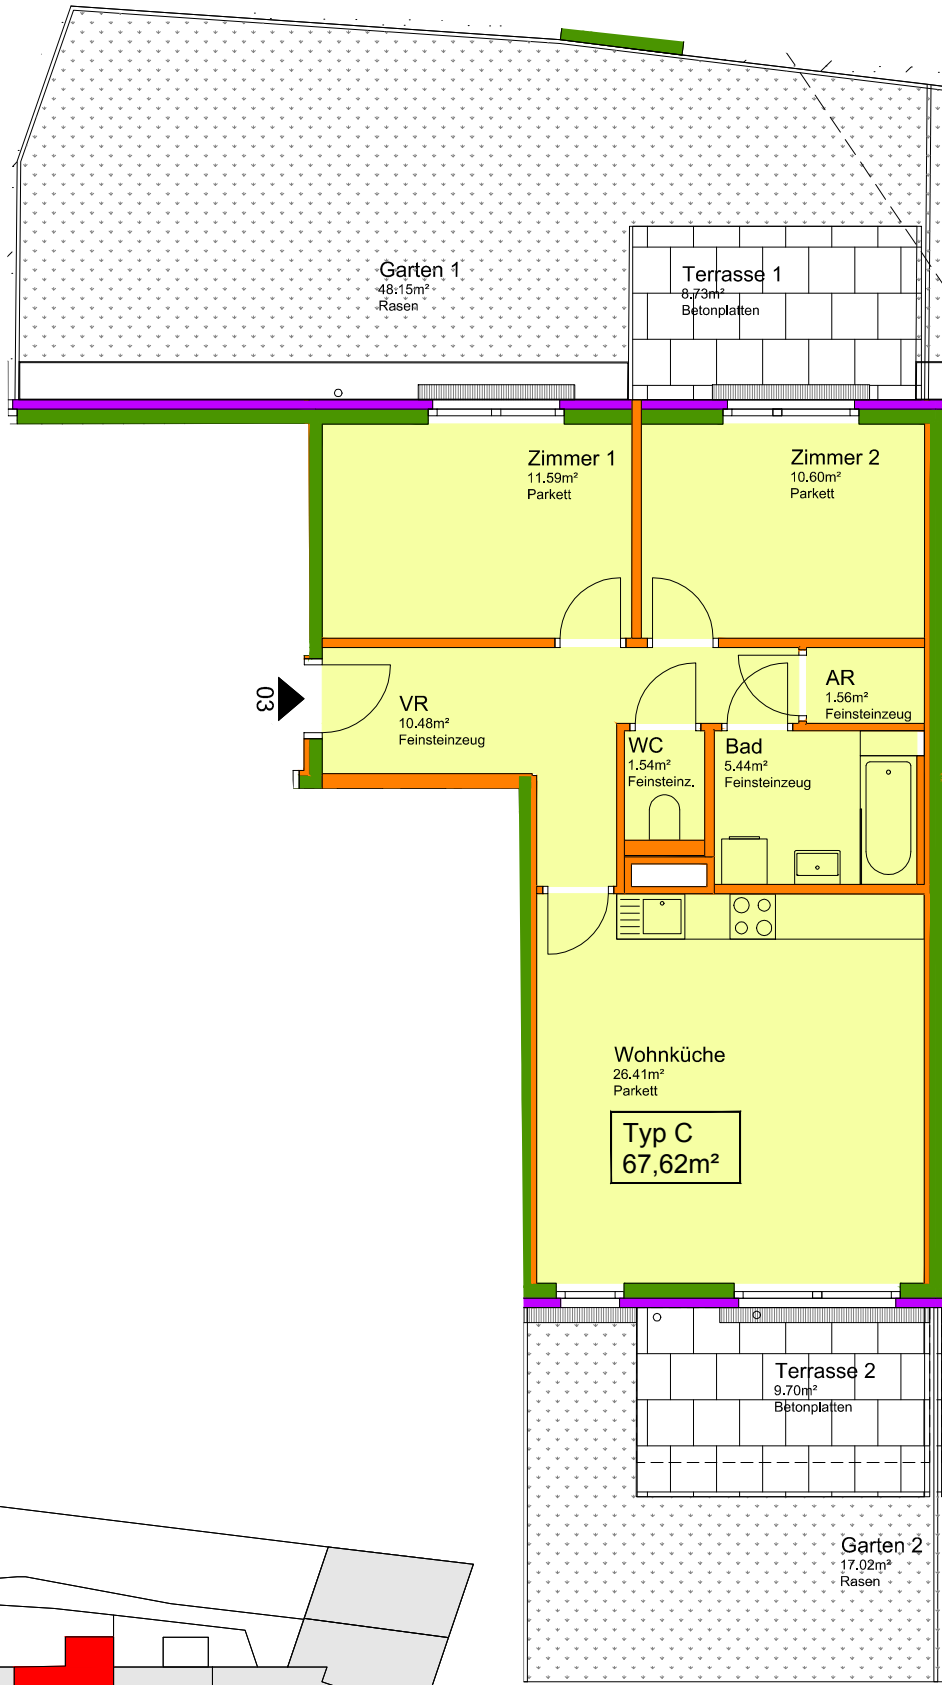 Garten 1
48.15m²
Rasen
Terrasse 1
8.73m²
Betonplatten
Zimmer 1
11.59m²
Parkett
Zimmer 2
10.60m²
Parkett
03
VR
10.48m²
Feinsteinzeug
AR
1.56m²
Feinsteinzeug
WC
1.54m²
Feinsteinz.
Bad
5.44m²
Feinsteinzeug
Wohnküche
26.41m²
Parkett
Typ C
67,62m²
Terrasse 2
9.70m²
Betonplatten
Garten 2
17.02m²
Rasen